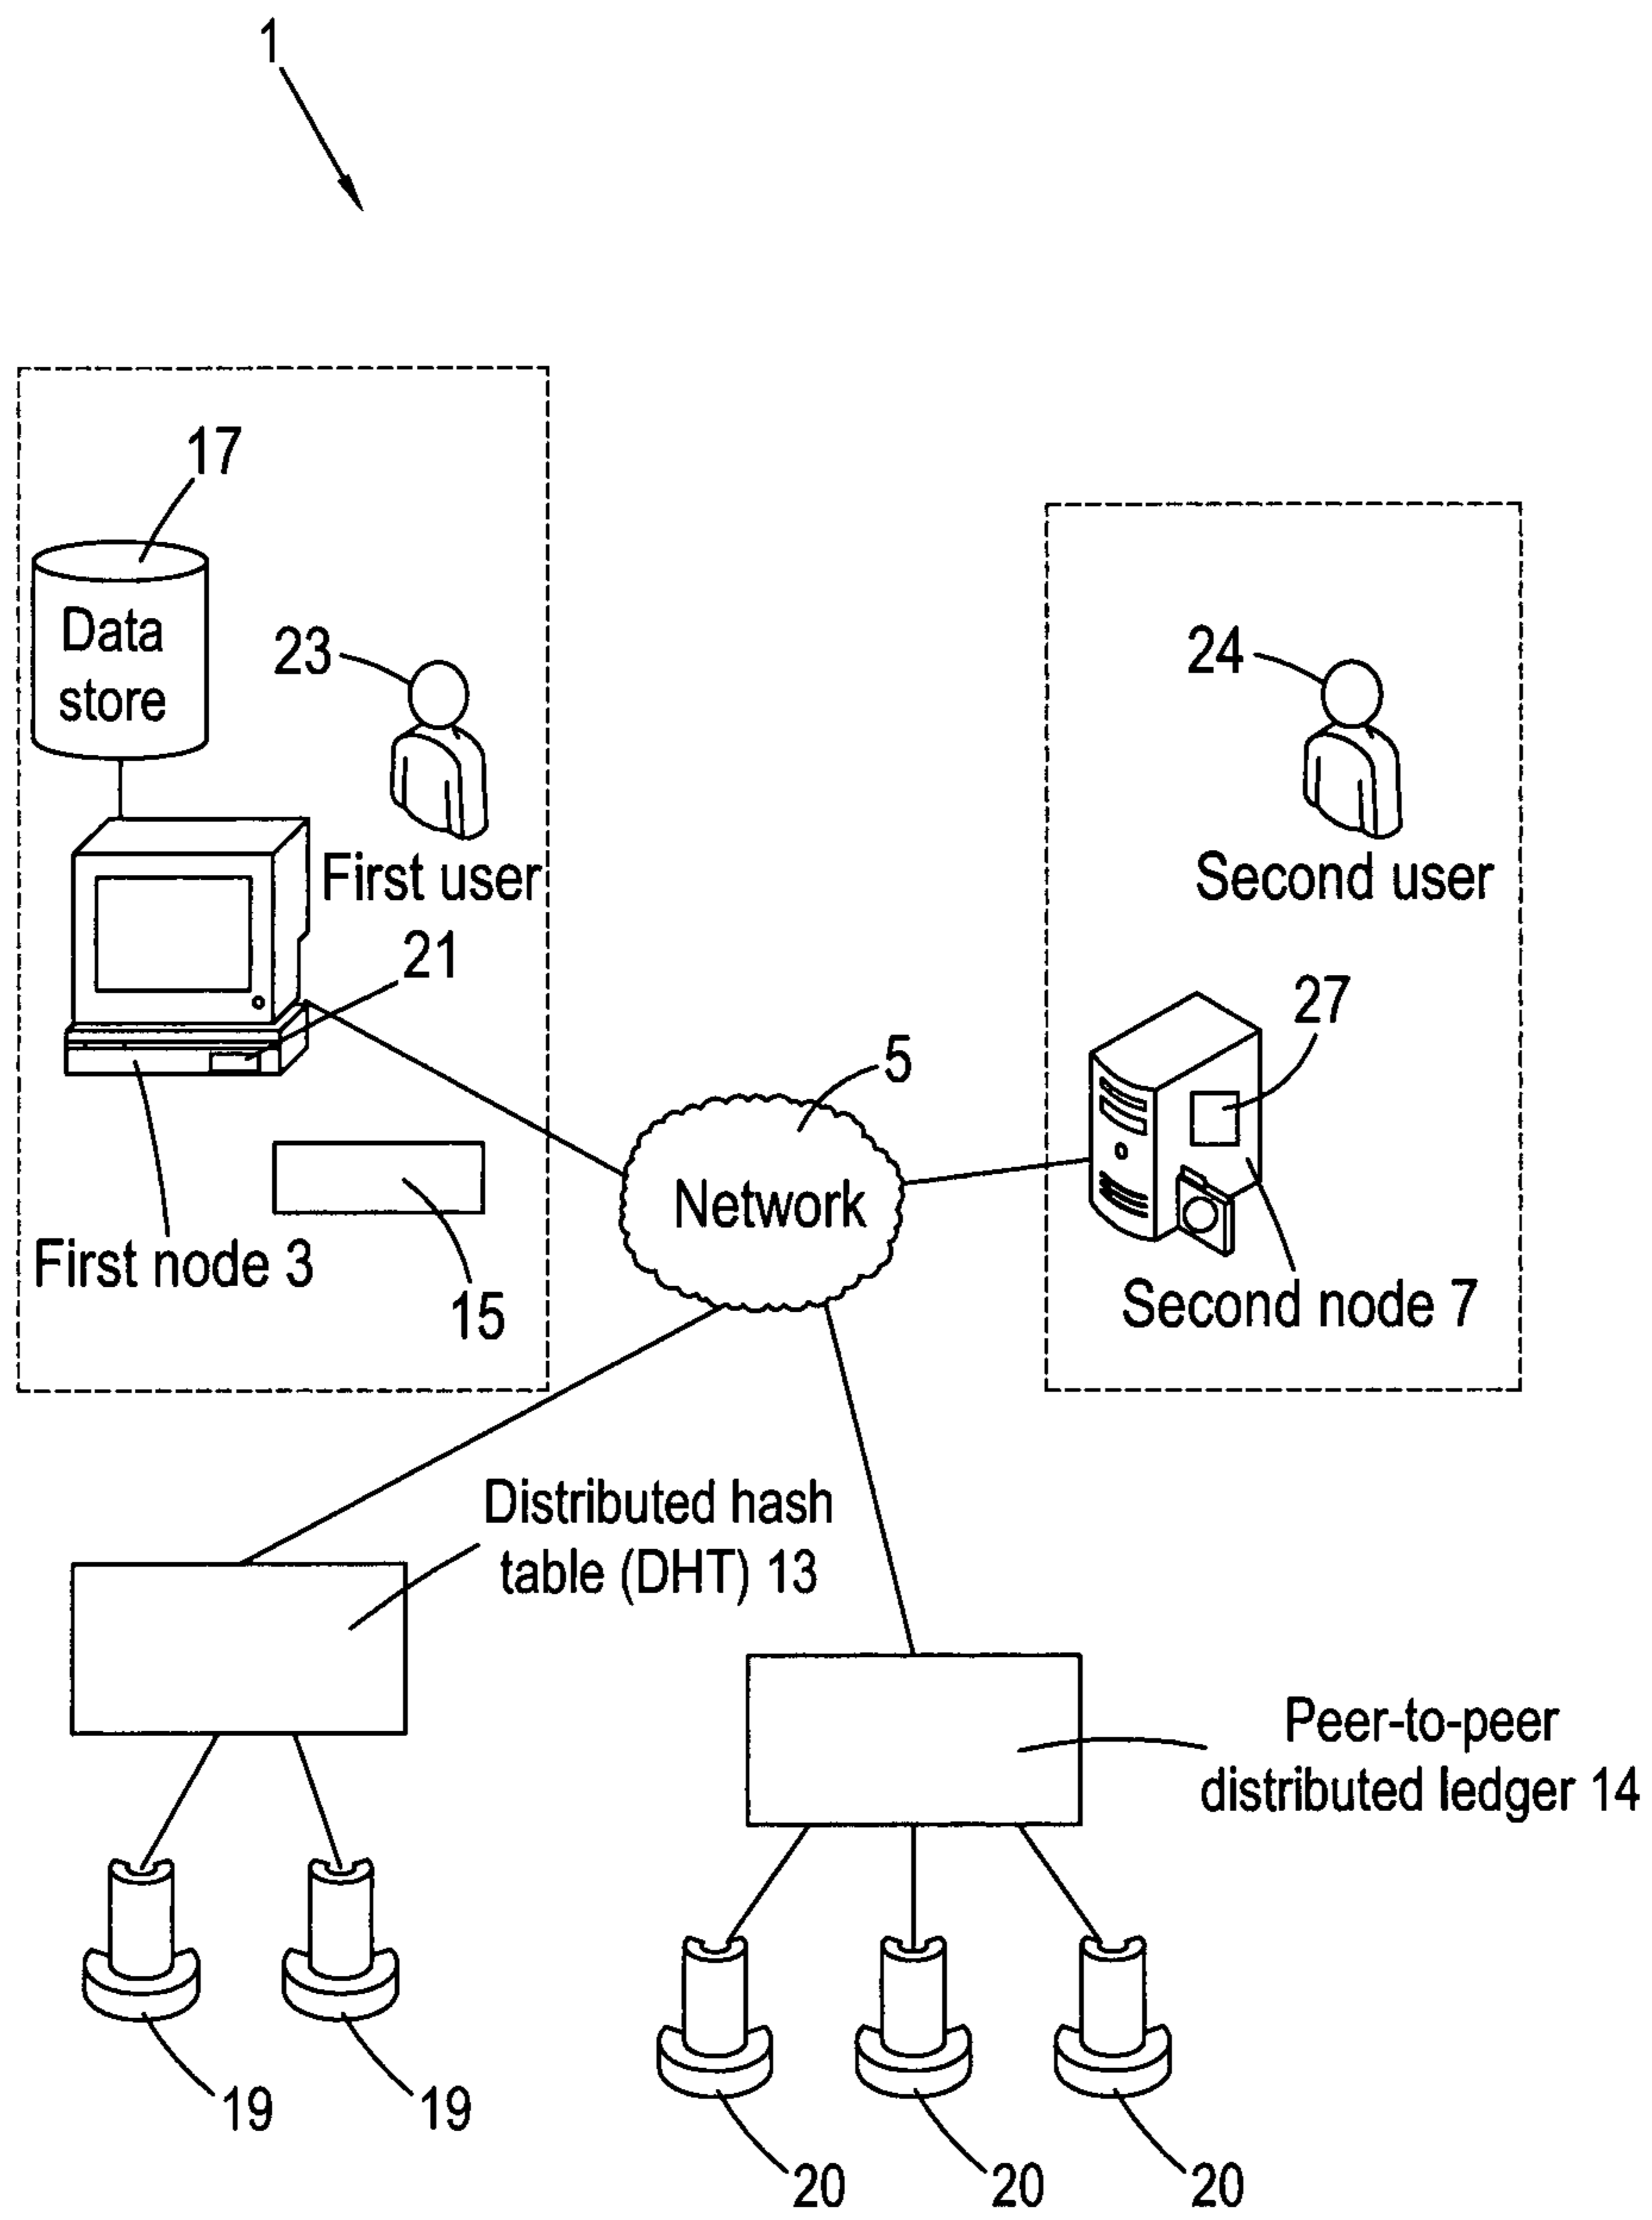 1
17
Data
store
23
First user
21
First node 3
15
5
Network
24
Second user
27
Second node 7
Distributed hash
table (DHT) 13
Peer-to-peer
distributed ledger 14
19
19
20
20
20